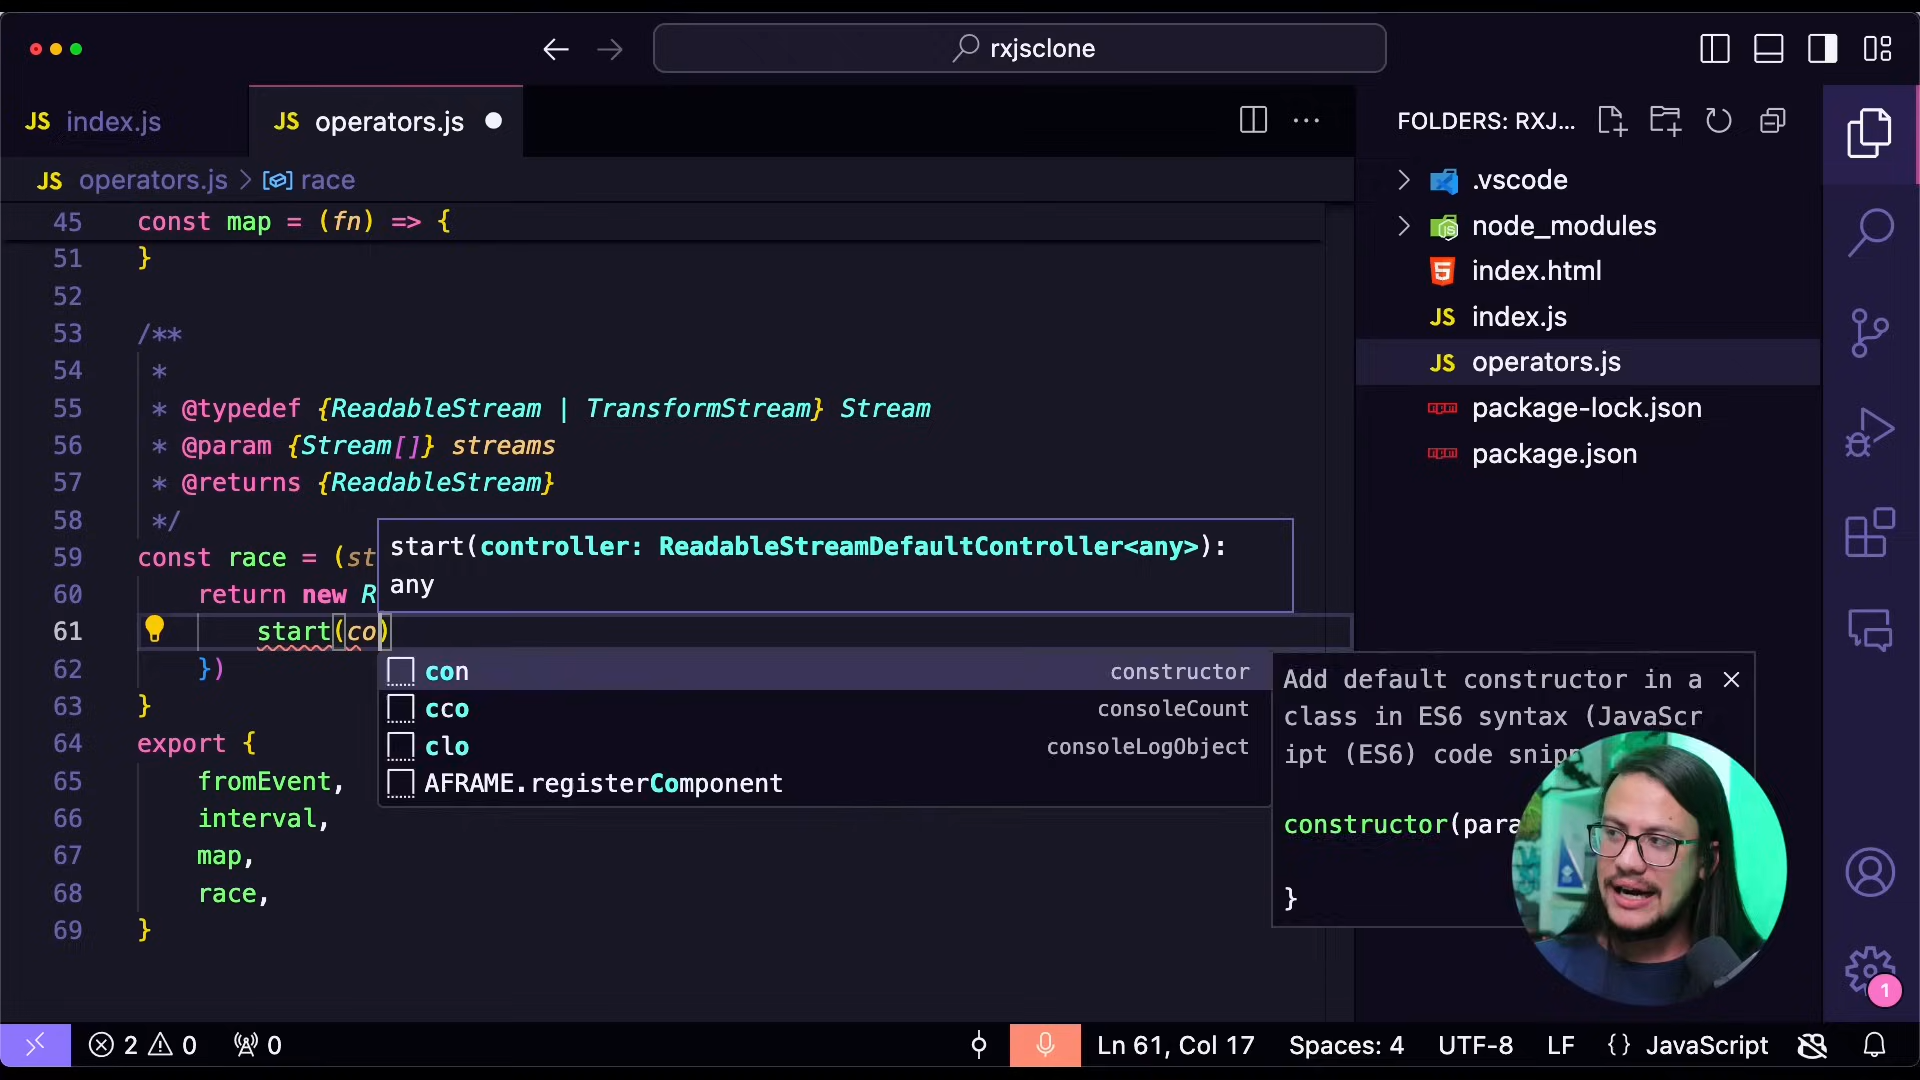 rxjsclone
JS index.js
JS operators.js
FOLDERS: RXJ...
JS operators.js > race
45 const map = (fn) => {
51 }
52
53 /**
54 *
55 * @typedef {ReadableStream | TransformStream} Stream
56 * @param {Stream[]} streams
57 * @returns {ReadableStream}
58 */
59 const race = (st
60 return new R
61 start(co)
62 })
63 }
64 export {
65 fromEvent,
66 interval,
67 map,
68 race,
69 }
start(controller: ReadableStreamDefaultController<any>):
any
con constructor
cco consoleCount
clo consoleLogObject
AFRAME.registerComponent
Add default constructor in a
class in ES6 syntax (JavaScr
ipt (ES6) code snip
constructor(para
}
.vscode
node_modules
5 index.html
JS index.js
JS operators.js
package-lock.json
package.json
1
2 0 0
Ln 61, Col 17 Spaces: 4 UTF-8 LF {} JavaScript